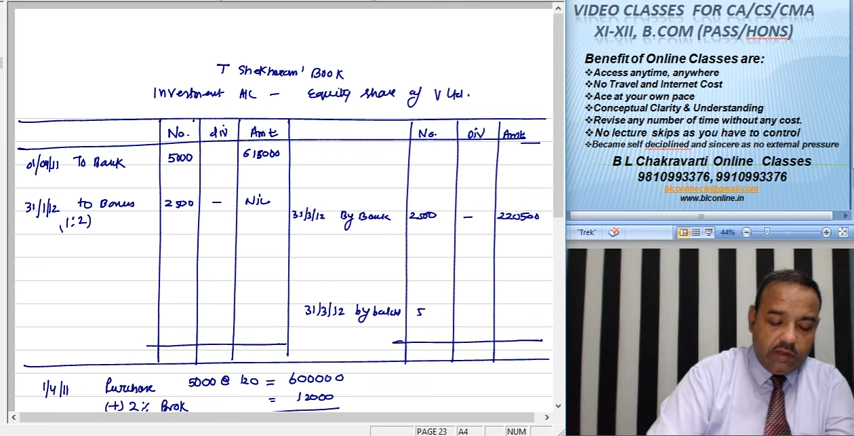 T Shekharam' Book
Investment A/c – Equity share of V Ltd.
No. div Amt No. Div Amt
To Bank 5000 615000
31/1/12 To Bonus 2500 – Nil
(1:2)
31/3/12 By Bank 2500 – 220500
31/3/12 by balan 5
1/4/11 Purchase 5000 @ 120 = 600000
(+) 2% Brok = 12000
PAGE 23 A4 NUM
VIDEO CLASSES FOR CA/CS/CMA
XI-XII, B.COM (PASS/HONS)
Benefit of Online Classes are:
❖Access anytime, anywhere
❖No Travel and Internet Cost
❖Ace at your own pace
❖Conceptual Clarity & Understanding
❖Revise any number of time without any cost.
❖No lecture skips as you have to control
❖Became self deciplined and sincere as no external pressure
B L Chakravarti Online Classes
9810993376, 9910993376
www.blconline.in
"Trek" 44%